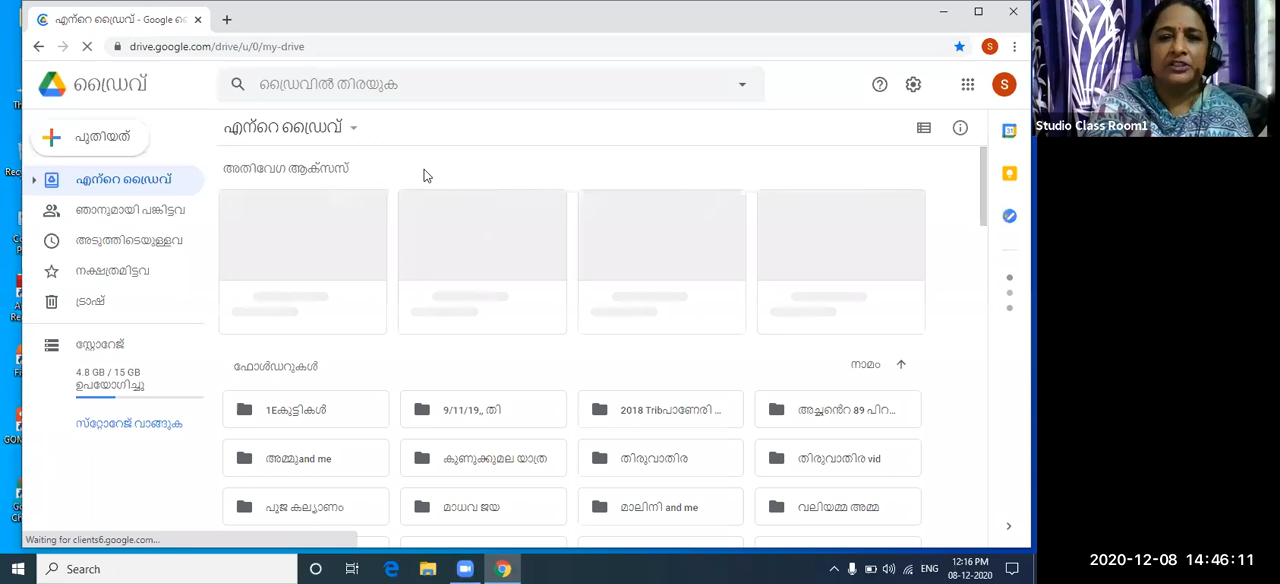 എന്റെ ഡ്രൈവ് - Google
drive.google.com/drive/u/0/my-drive
S
ഡ്രൈവ്
ഡ്രൈവിൽ തിരയുക
S
Studio Class Room1
പുതിയത്
എന്റെ ഡ്രൈവ്
എന്റെ ഡ്രൈവ്
ഞാനുമായി പങ്കിട്ടവ
അടുത്തിടെയുള്ളവ
നക്ഷത്രമിട്ടവ
ട്രാഷ്
സ്റ്റോറേജ്
4.8 GB / 15 GB
ഉപയോഗിച്ചു
സ്‌റ്റോറേജ് വാങ്ങുക
അതിവേഗ ആക്‌സസ്
ഫോൾഡറുകൾ
നാമം
1Eകുട്ടികൾ
9/11/19,, തി
2018 Tribപാണേരി ...
അച്ഛൻെറ 89 പിറ...
അമ്മുand me
കുണുക്കുമല യാത്ര
തിരുവാതിര
തിരുവാതിര vid
പൂജ കല്യാണം
മാധവ ജയ
മാലിനി and me
വലിയമ്മ അമ്മ
Waiting for clients6.google.com...
Search
ENG
12:16 PM
08-12-2020
2020-12-08 14:46:11